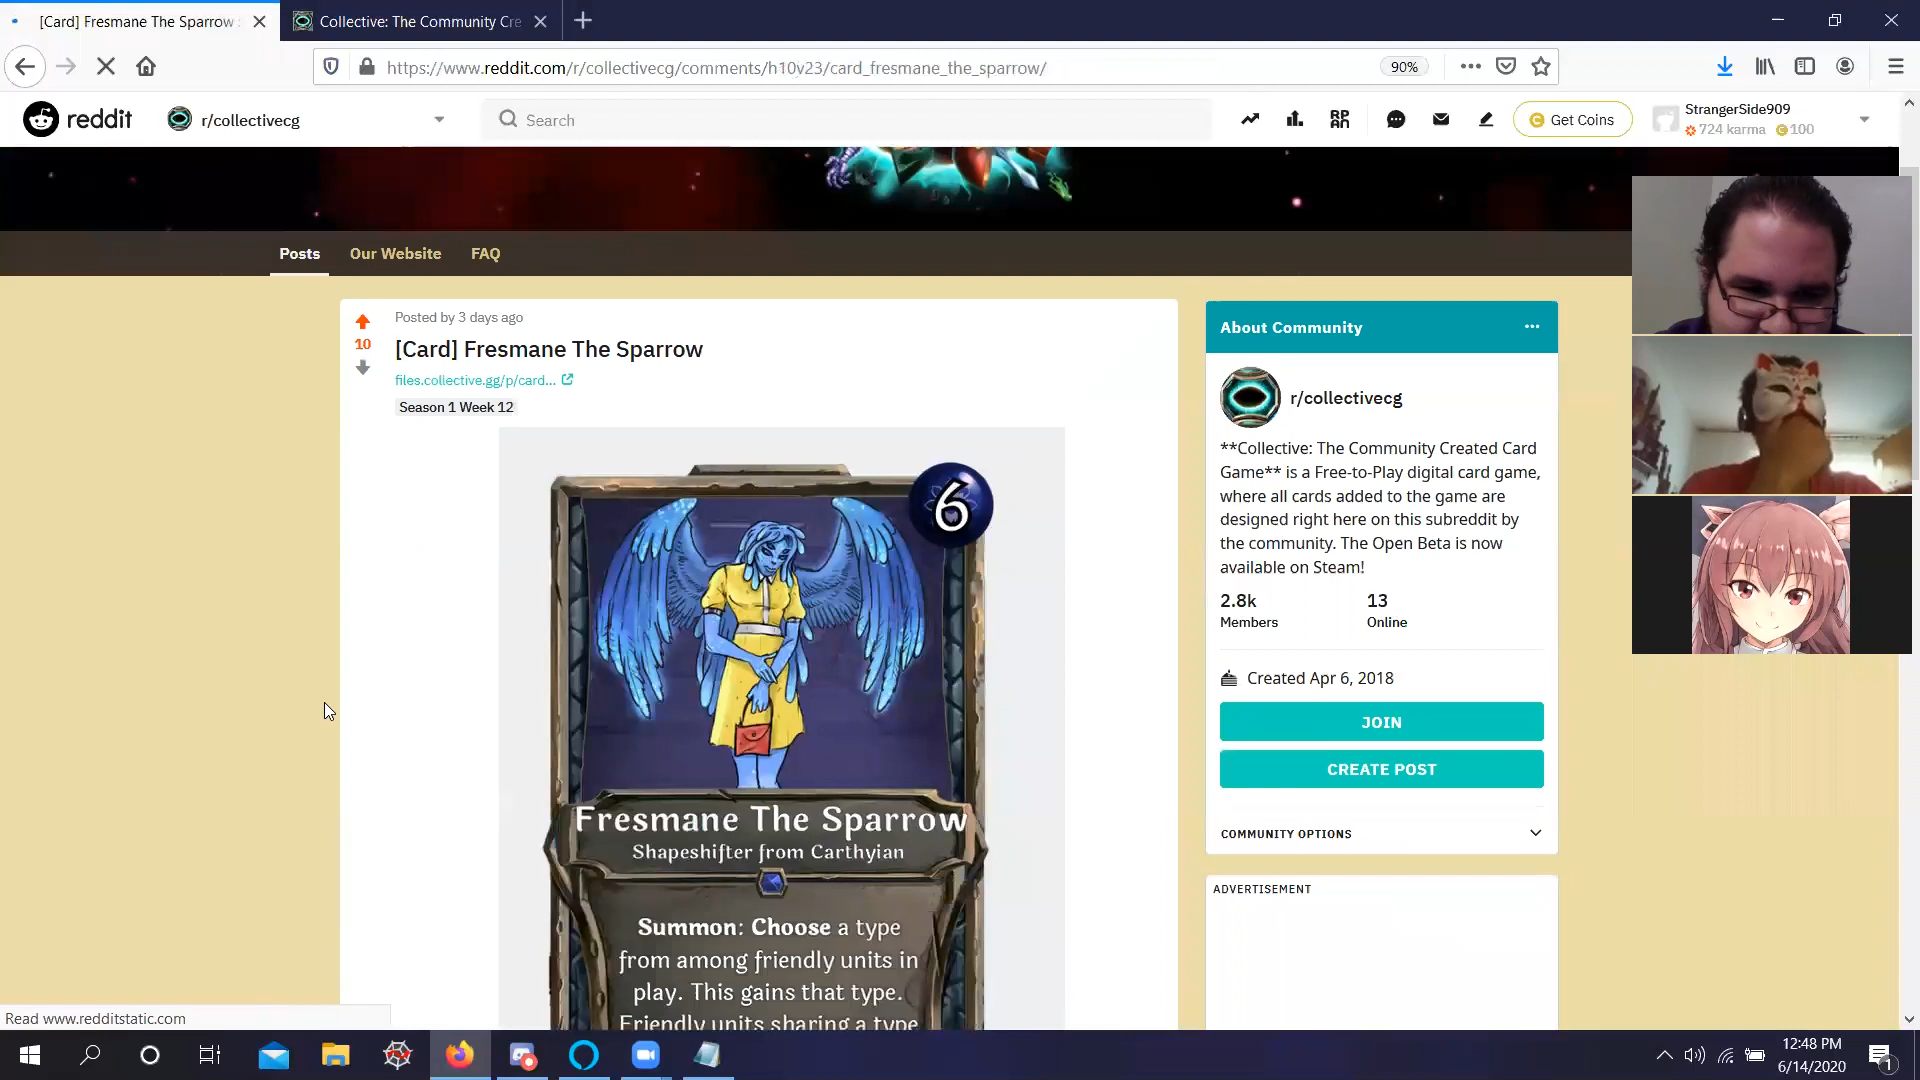 [Card] Fresmane The Sparrow
Collective: The Community Cre
https://www.reddit.com/r/collectivecg/comments/h10v23/card_fresmane_the_sparrow/
90%
reddit
r/collectivecg
Search
RPAN
Get Coins
StrangerSide909
724 karma 100
Posts
Our Website
FAQ
10
Posted by 3 days ago
[Card] Fresmane The Sparrow
files.collective.gg/p/card...
Season 1 Week 12
6
Fresmane The Sparrow
Shapeshifter from Carthyian
Summon: Choose a type
from among friendly units in
play. This gains that type.
Friendly units sharing a type
About Community
r/collectivecg
**Collective: The Community Created Card
Game** is a Free-to-Play digital card game,
where all cards added to the game are
designed right here on this subreddit by
the community. The Open Beta is now
available on Steam!
2.8k
Members
13
Online
Created Apr 6, 2018
JOIN
CREATE POST
COMMUNITY OPTIONS
ADVERTISEMENT
Read www.redditstatic.com
12:48 PM
6/14/2020
1